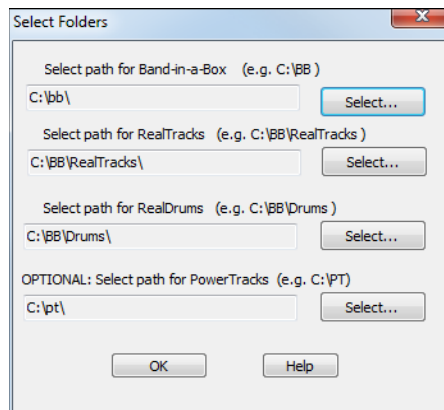 Select Folders
Select path for Band-in-a-Box (e.g. C:\BB )
C:\bb\
Select...
Select path for RealTracks (e.g. C:\BB\RealTracks )
C:\BB\RealTracks\
Select...
Select path for RealDrums (e.g. C:\BB\Drums )
C:\BB\Drums\
Select...
OPTIONAL: Select path for PowerTracks (e.g. C:\PT)
C:\pt\
Select...
OK Help